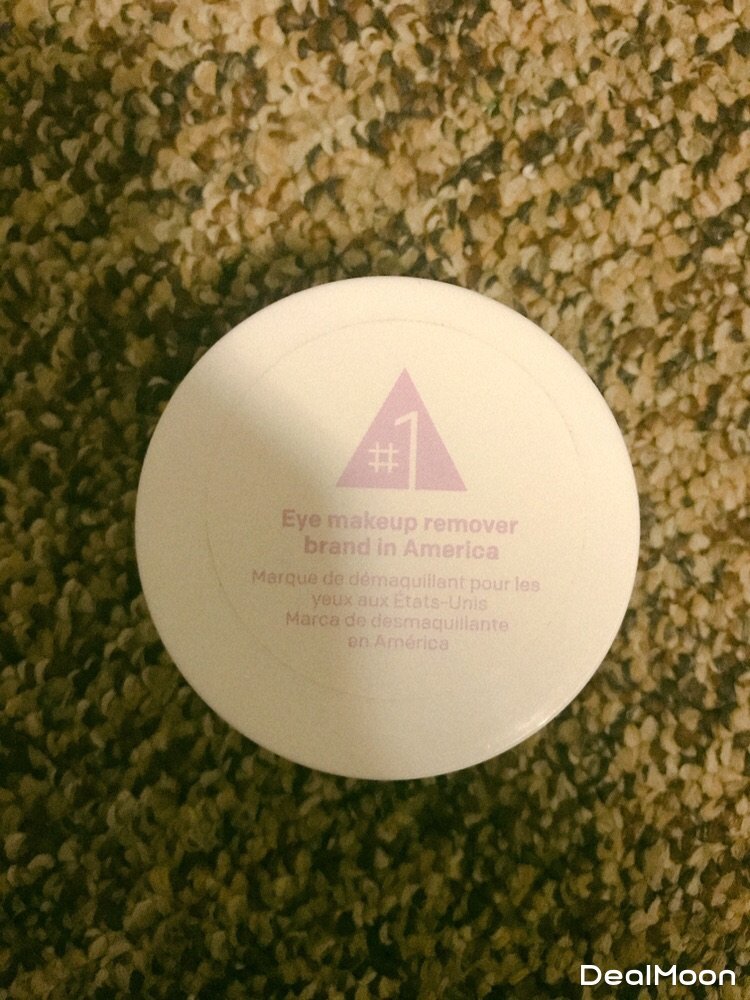 #1
Eye makeup remover
brand in America
Marque de démaquillant pour les
yeux aux États-Unis
Marca de desmaquillante
en América
DealMoon